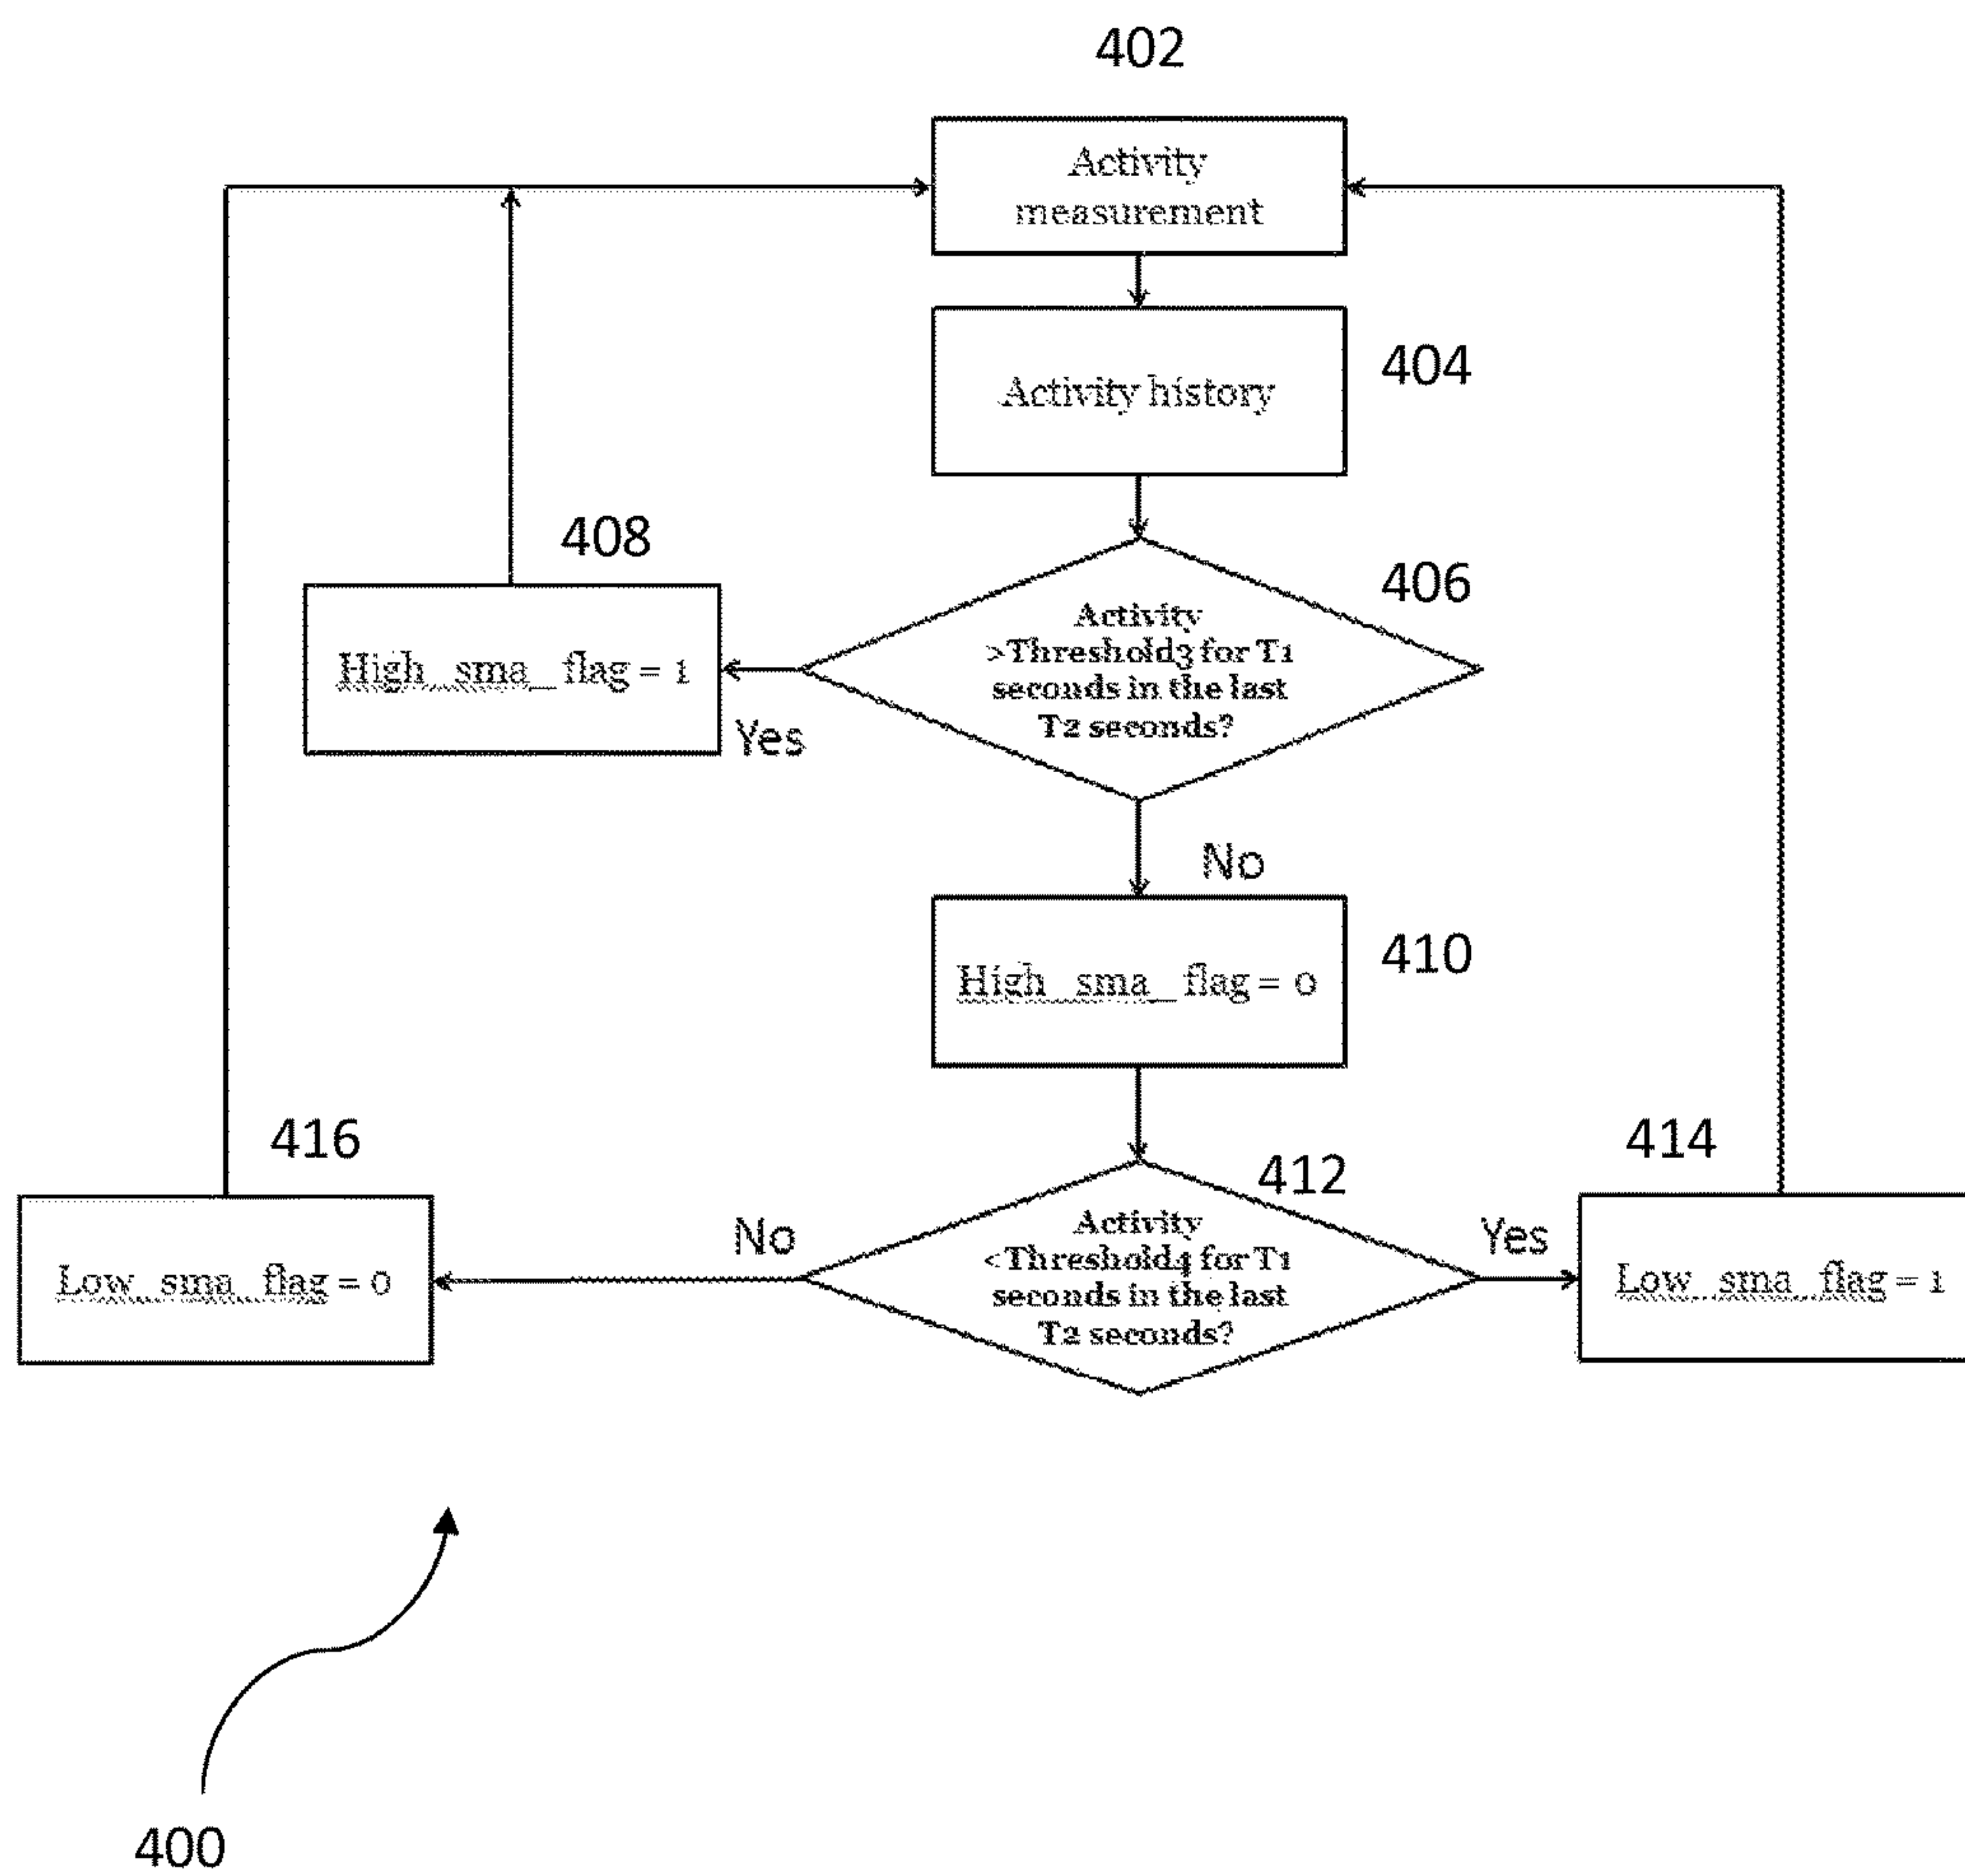 402
Activity
measurement
404
Activity history
408
406
Activity
>Threshold3 for T1
seconds in the last
T2 seconds?
High_sma_flag = 1
Yes
No
410
High_sma_flag = 0
416
414
412
No
Yes
Activity
<Threshold4 for T1
seconds in the last
T2 seconds?
Low_sma_flag = 0
Low_sma_flag = 1
400